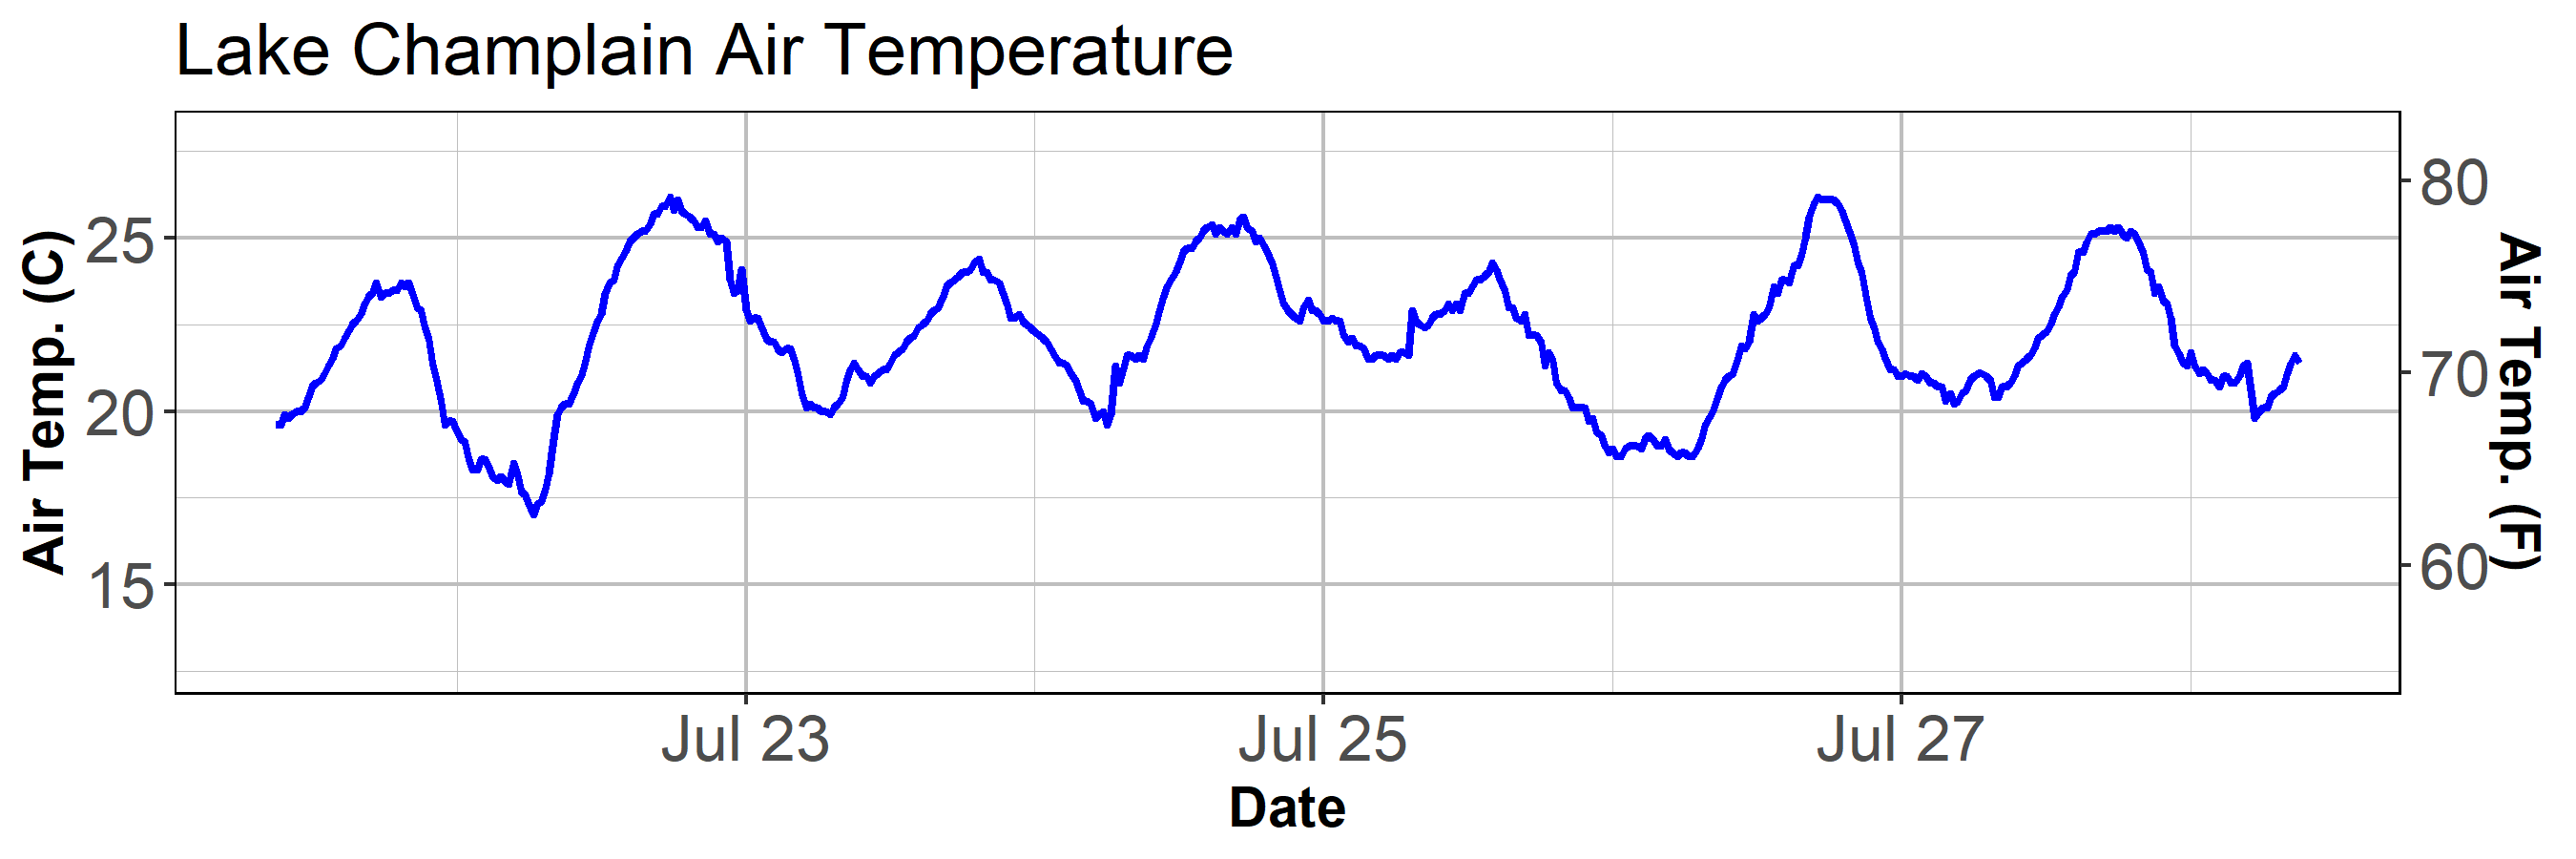 Lake Champlain Air Temperature
Air Temp. (C)
25
20
15
80
70
60
Air Temp. (F)
Jul 23 Jul 25 Jul 27
Date